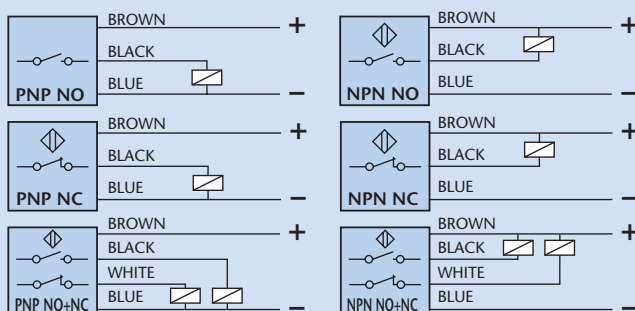 BROWN
+
BLACK
BLUE
PNP NO
−
BROWN
+
BLACK
BLUE
NPN NO
−
BROWN
+
BLACK
BLUE
PNP NC
−
BROWN
+
BLACK
BLUE
NPN NC
−
BROWN
+
BLACK
WHITE
BLUE
PNP NO+NC
−
BROWN
+
BLACK
WHITE
BLUE
NPN NO+NC
−